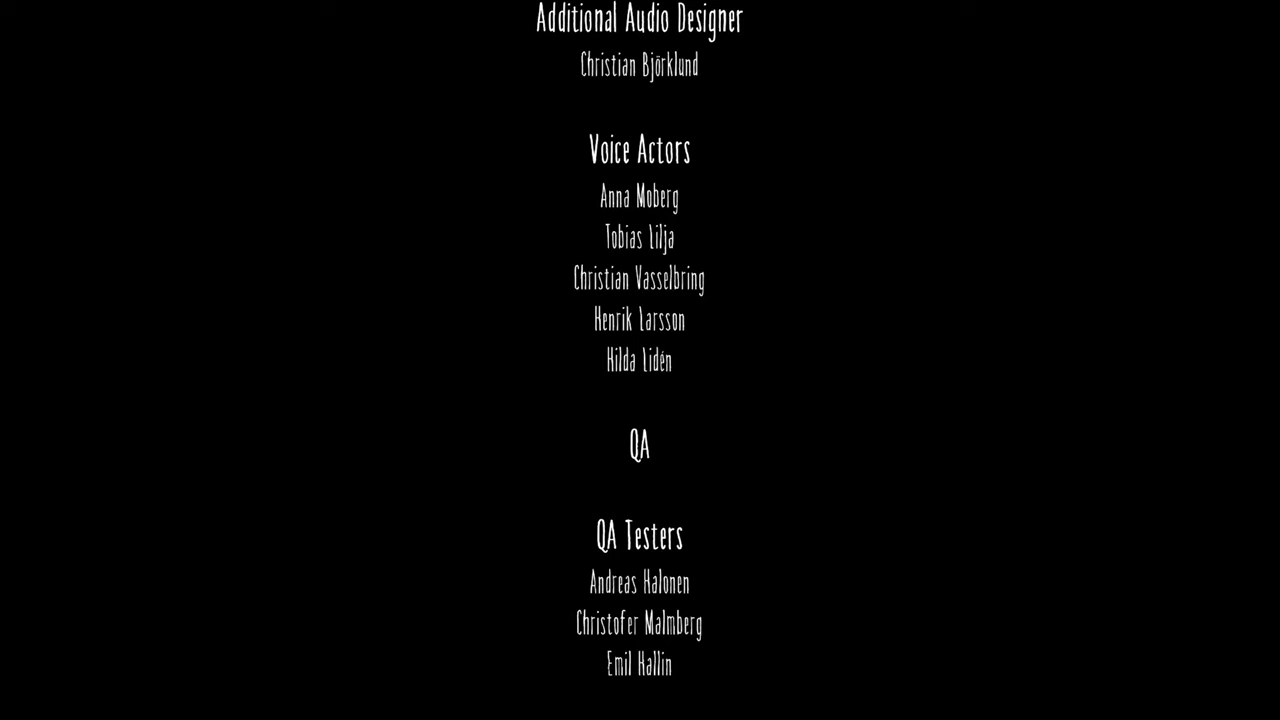 Additional Audio Designer
Christian Björklund
Voice Actors
Anna Moberg
Tobias Lilja
Christian Vasselbring
Henrik Larsson
Hilda Lidén
QA
QA Testers
Andreas Halonen
Christofer Malmberg
Emil Hallin